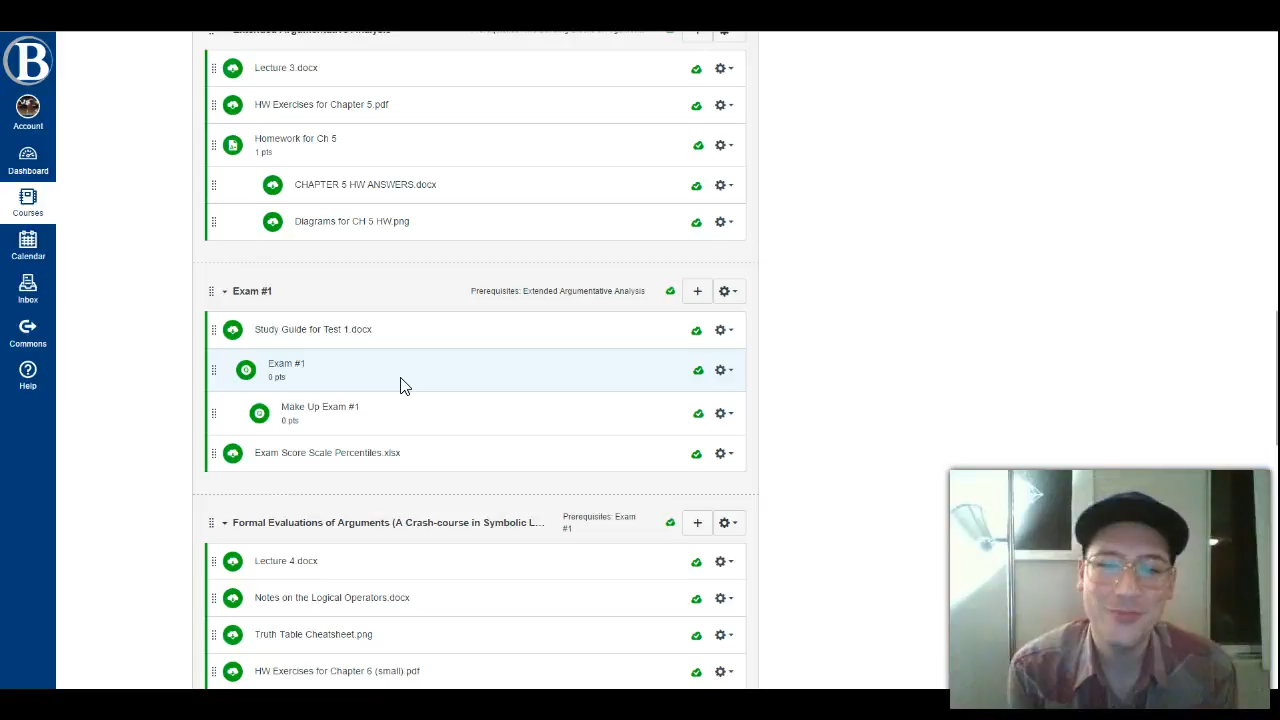 B
Account
Dashboard
Courses
Calendar
Inbox
Commons
Help
Extended Argumentative Analysis
Lecture 3.docx
HW Exercises for Chapter 5.pdf
Homework for Ch 5
1 pts
CHAPTER 5 HW ANSWERS.docx
Diagrams for CH 5 HW.png
Exam #1
Prerequisites: Extended Argumentative Analysis
Study Guide for Test 1.docx
Exam #1
0 pts
Make Up Exam #1
0 pts
Exam Score Scale Percentiles.xlsx
Formal Evaluations of Arguments (A Crash-course in Symbolic L...
Prerequisites: Exam
#1
Lecture 4.docx
Notes on the Logical Operators.docx
Truth Table Cheatsheet.png
HW Exercises for Chapter 6 (small).pdf